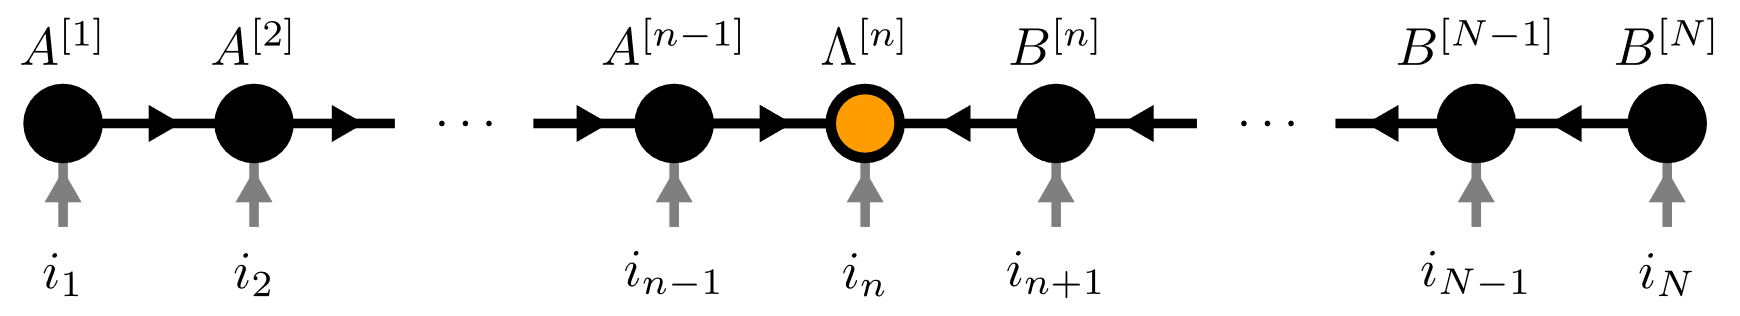 A^{[1]} A^{[2]} A^{[n-1]} Λ^{[n]} B^{[n]} B^{[N-1]} B^{[N]}
··· ···
i_1 i_2 i_{n-1} i_n i_{n+1} i_{N-1} i_N